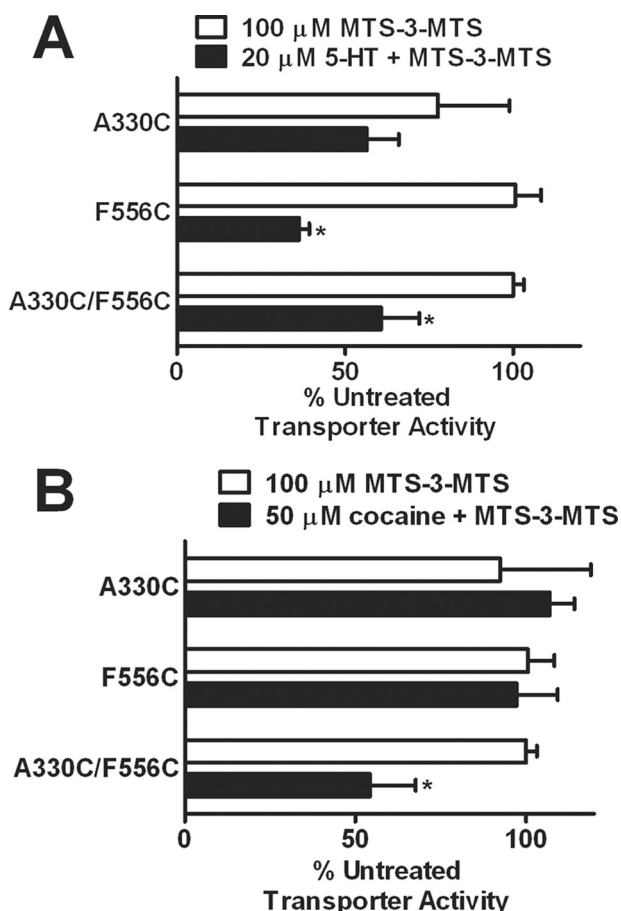 A
100 μM MTS-3-MTS
20 μM 5-HT + MTS-3-MTS
A330C
F556C
*
A330C/F556C
*
0 50 100
% Untreated
Transporter Activity
B
100 μM MTS-3-MTS
50 μM cocaine + MTS-3-MTS
A330C
F556C
A330C/F556C
*
0 50 100
% Untreated
Transporter Activity